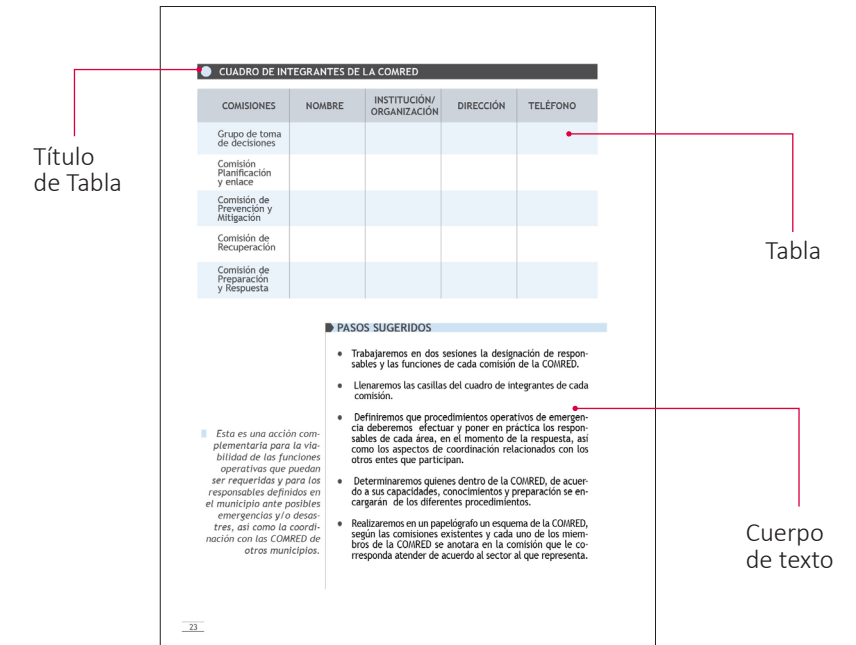 CUADRO DE INTEGRANTES DE LA COMRED
COMISIONES NOMBRE INSTITUCIÓN/ORGANIZACIÓN DIRECCIÓN TELÉFONO
Grupo de toma
de decisiones
Comisión
Planificación
y enlace
Comisión de
Prevención y
Mitigación
Comisión de
Recuperación
Comisión de
Preparación
y Respuesta
Título
de Tabla
Tabla
PASOS SUGERIDOS
Trabajaremos en dos sesiones la designación de respon-
sables y las funciones de cada comisión de la COMRED.
Llenaremos las casillas del cuadro de integrantes de cada
comisión.
Definiremos que procedimientos operativos de emergen-
cia deberemos efectuar y poner en práctica los respon-
sables de cada área, en el momento de la respuesta, así
como los aspectos de coordinación relacionados con los
otros entes que participan.
Determinaremos quienes dentro de la COMRED, de acuer-
do a sus capacidades, conocimientos y preparación se en-
cargarán de los diferentes procedimientos.
Realizaremos en un papelógrafo un esquema de la COMRED,
según las comisiones existentes y cada uno de los miem-
bros de la COMRED se anotara en la comisión que le co-
rresponda atender de acuerdo al sector al que representa.
Esta es una acción com-
plementaria para la via-
bilidad de las funciones
operativas que puedan
ser requeridas y para los
responsables definidos en
el municipio ante posibles
emergencias y/o desas-
tres, así como la coordi-
nación con las COMRED de
otros municipios.
Cuerpo
de texto
23